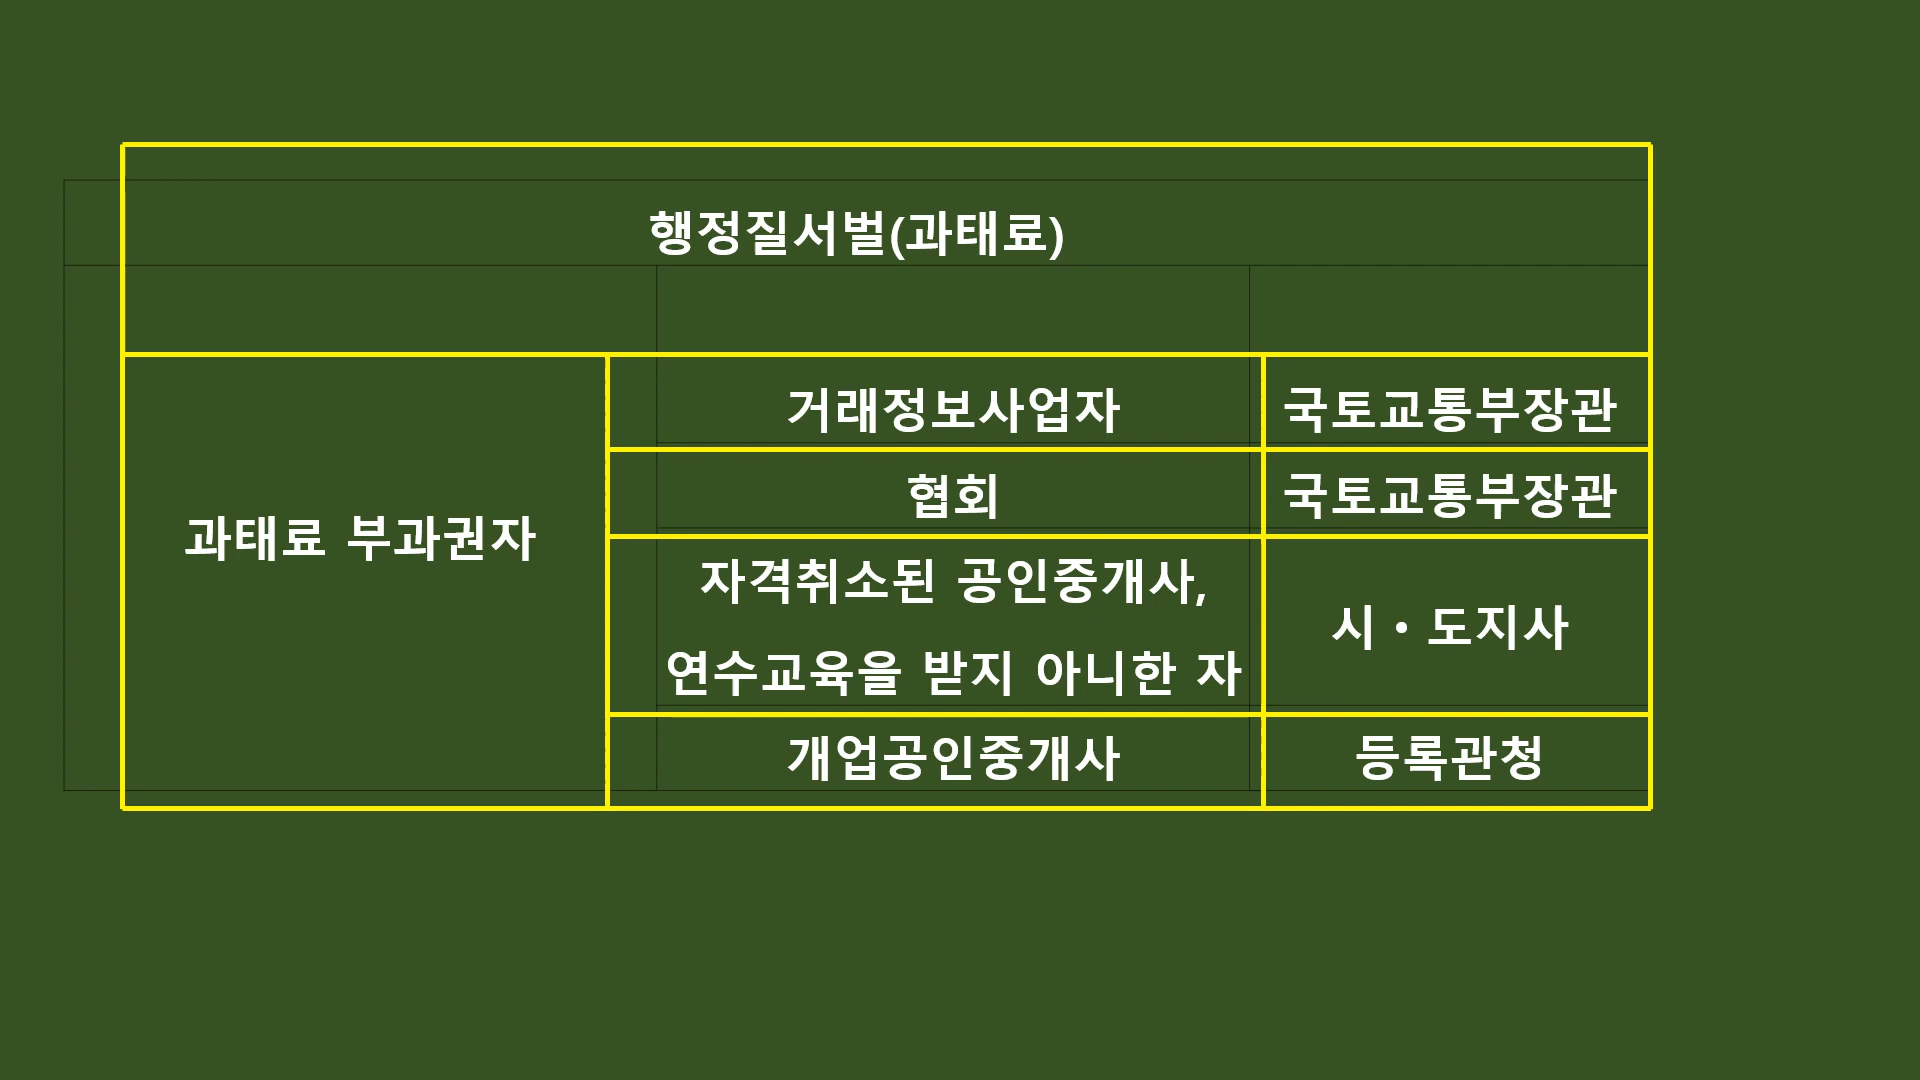 행정질서벌(과태료)
과태료 부과권자
거래정보사업자
국토교통부장관
협회
국토교통부장관
자격취소된 공인중개사,
연수교육을 받지 아니한 자
시・도지사
개업공인중개사
등록관청